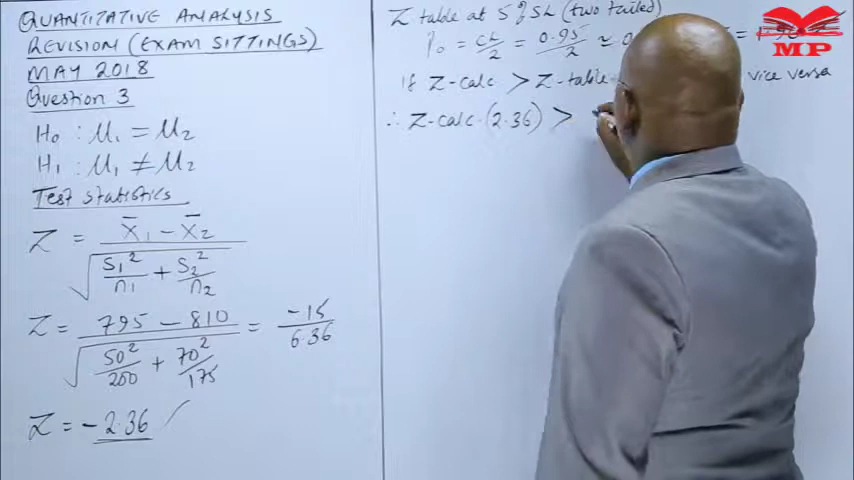 QUANTITATIVE ANALYSIS
REVISION (EXAM SITTINGS)
MAY 2018
Question 3
H0 : μ1 = μ2
H1 : μ1 ≠ μ2
Test statistics
Z = X̄1 - X̄2 / √(S1²/n1 + S2²/n2)
Z = 795 - 810 / √(50²/200 + 70²/175) = -15/6.36
Z = -2.36
Z table at 5% SL (two tailed)
P0 = CL/2 = 0.95/2 ≈
If Z-calc > Z-table vice versa
∴ Z-calc (2.36) >
MP